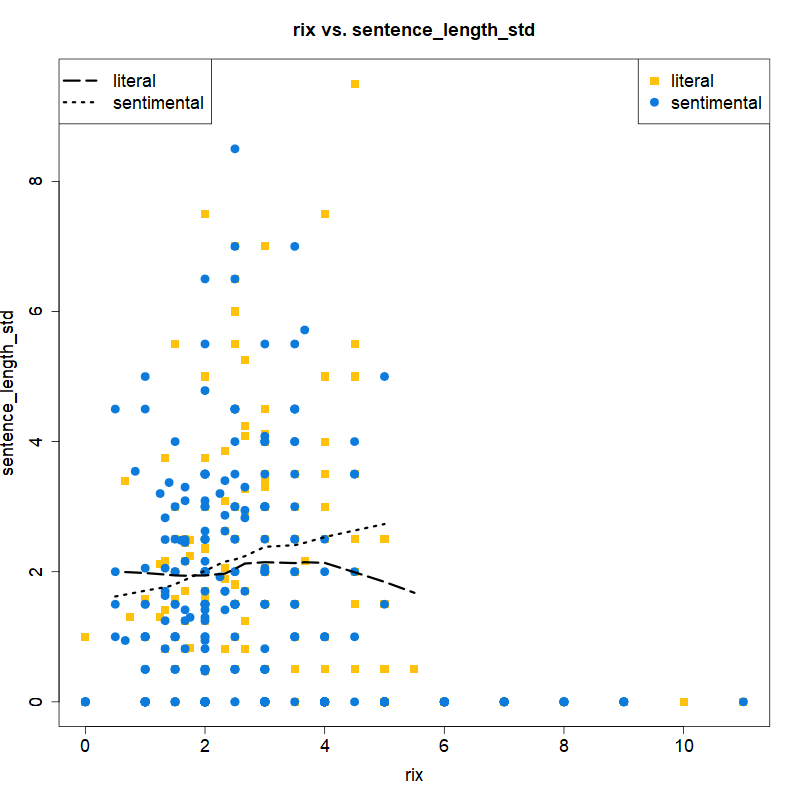 rix vs. sentence_length_std
literal
sentimental
literal
sentimental
sentence_length_std
8
6
4
2
0
0 2 4 6 8 10
rix